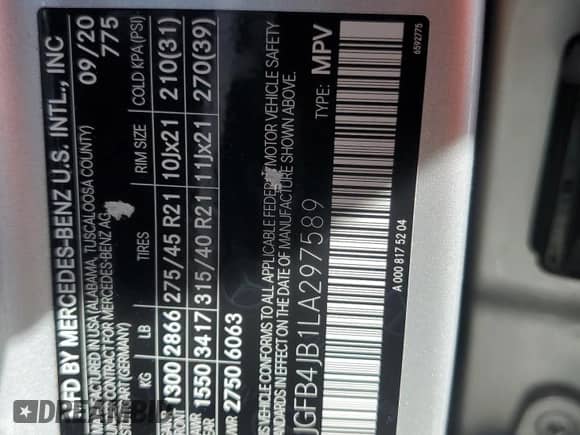 MFD BY MERCEDES-BENZ U.S. INTL., INC
09/20
775
FACTURED IN USA (ALABAMA, TUSCALOOSA COUNTY)
CONTRACT FOR MERCEDES-BENZ AG,
(GERMANY)
KG LB TIRES RIM SIZE COLD KPA (PSI)
1300 2866 275/45 R21 10Jx21 210(31)
1550 3417 315/40 R21 11Jx21 270(39)
2750 6063
VEHICLE CONFORMS TO ALL APPLICABLE FEDERAL MOTOR VEHICLE SAFETY
STANDARDS IN EFFECT ON THE DATE OF MANUFACTURE SHOWN ABOVE.
JGFB4JB1LA297589 TYPE: MPV
A 000 817 52 04
6592775
DREAMBID